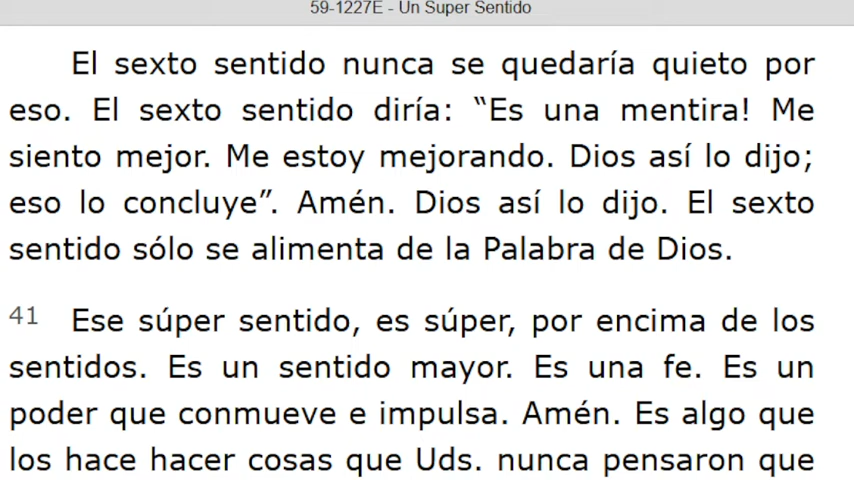 59-1227E - Un Super Sentido
El sexto sentido nunca se quedaría quieto por
eso. El sexto sentido diría: “Es una mentira! Me
siento mejor. Me estoy mejorando. Dios así lo dijo;
eso lo concluye”. Amén. Dios así lo dijo. El sexto
sentido sólo se alimenta de la Palabra de Dios.
41 Ese súper sentido, es súper, por encima de los
sentidos. Es un sentido mayor. Es una fe. Es un
poder que conmueve e impulsa. Amén. Es algo que
los hace hacer cosas que Uds. nunca pensaron que